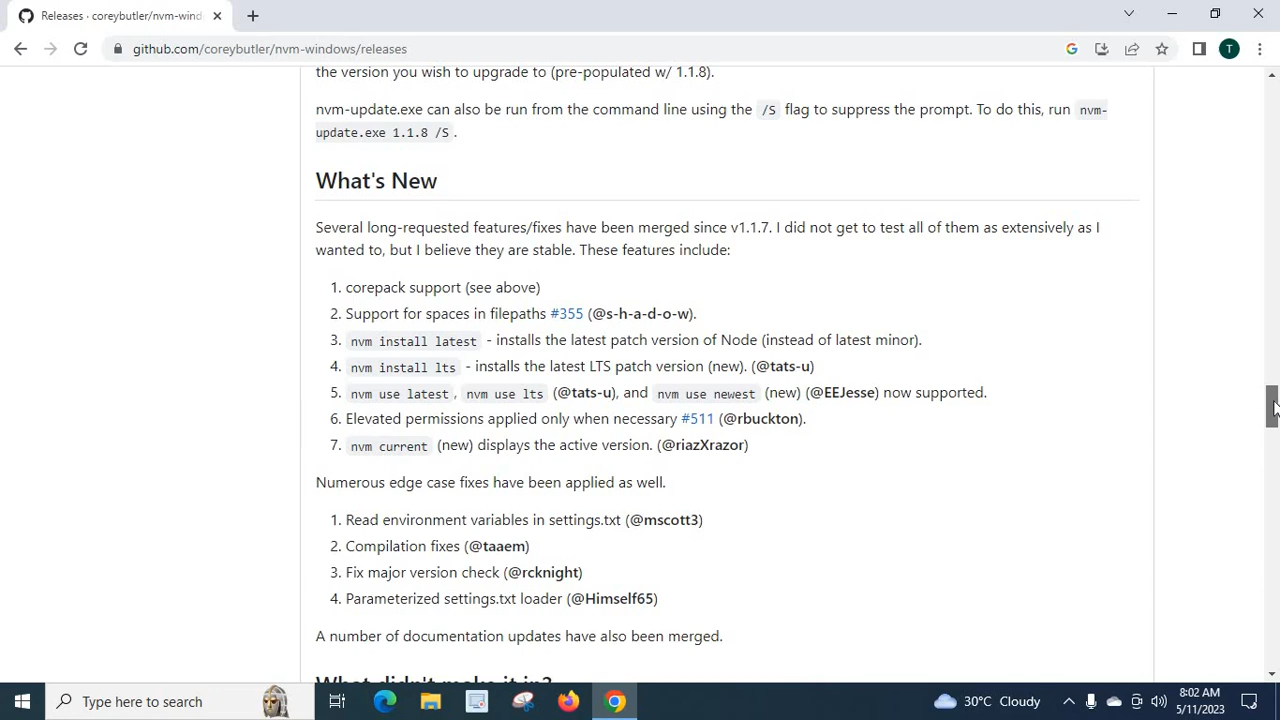 Releases · coreybutler/nvm-wind
github.com/coreybutler/nvm-windows/releases
T
the version you wish to upgrade to (pre-populated w/ 1.1.8).
nvm-update.exe can also be run from the command line using the /S flag to suppress the prompt. To do this, run nvm-
update.exe 1.1.8 /S .
What's New
Several long-requested features/fixes have been merged since v1.1.7. I did not get to test all of them as extensively as I
wanted to, but I believe they are stable. These features include:
1. corepack support (see above)
2. Support for spaces in filepaths #355 (@s-h-a-d-o-w).
3. nvm install latest - installs the latest patch version of Node (instead of latest minor).
4. nvm install lts - installs the latest LTS patch version (new). (@tats-u)
5. nvm use latest, nvm use lts (@tats-u), and nvm use newest (new) (@EEJesse) now supported.
6. Elevated permissions applied only when necessary #511 (@rbuckton).
7. nvm current (new) displays the active version. (@riazXrazor)
Numerous edge case fixes have been applied as well.
1. Read environment variables in settings.txt (@mscott3)
2. Compilation fixes (@taaem)
3. Fix major version check (@rcknight)
4. Parameterized settings.txt loader (@Himself65)
A number of documentation updates have also been merged.
What didn't make it in?
Type here to search
30°C Cloudy
8:02 AM
5/11/2023